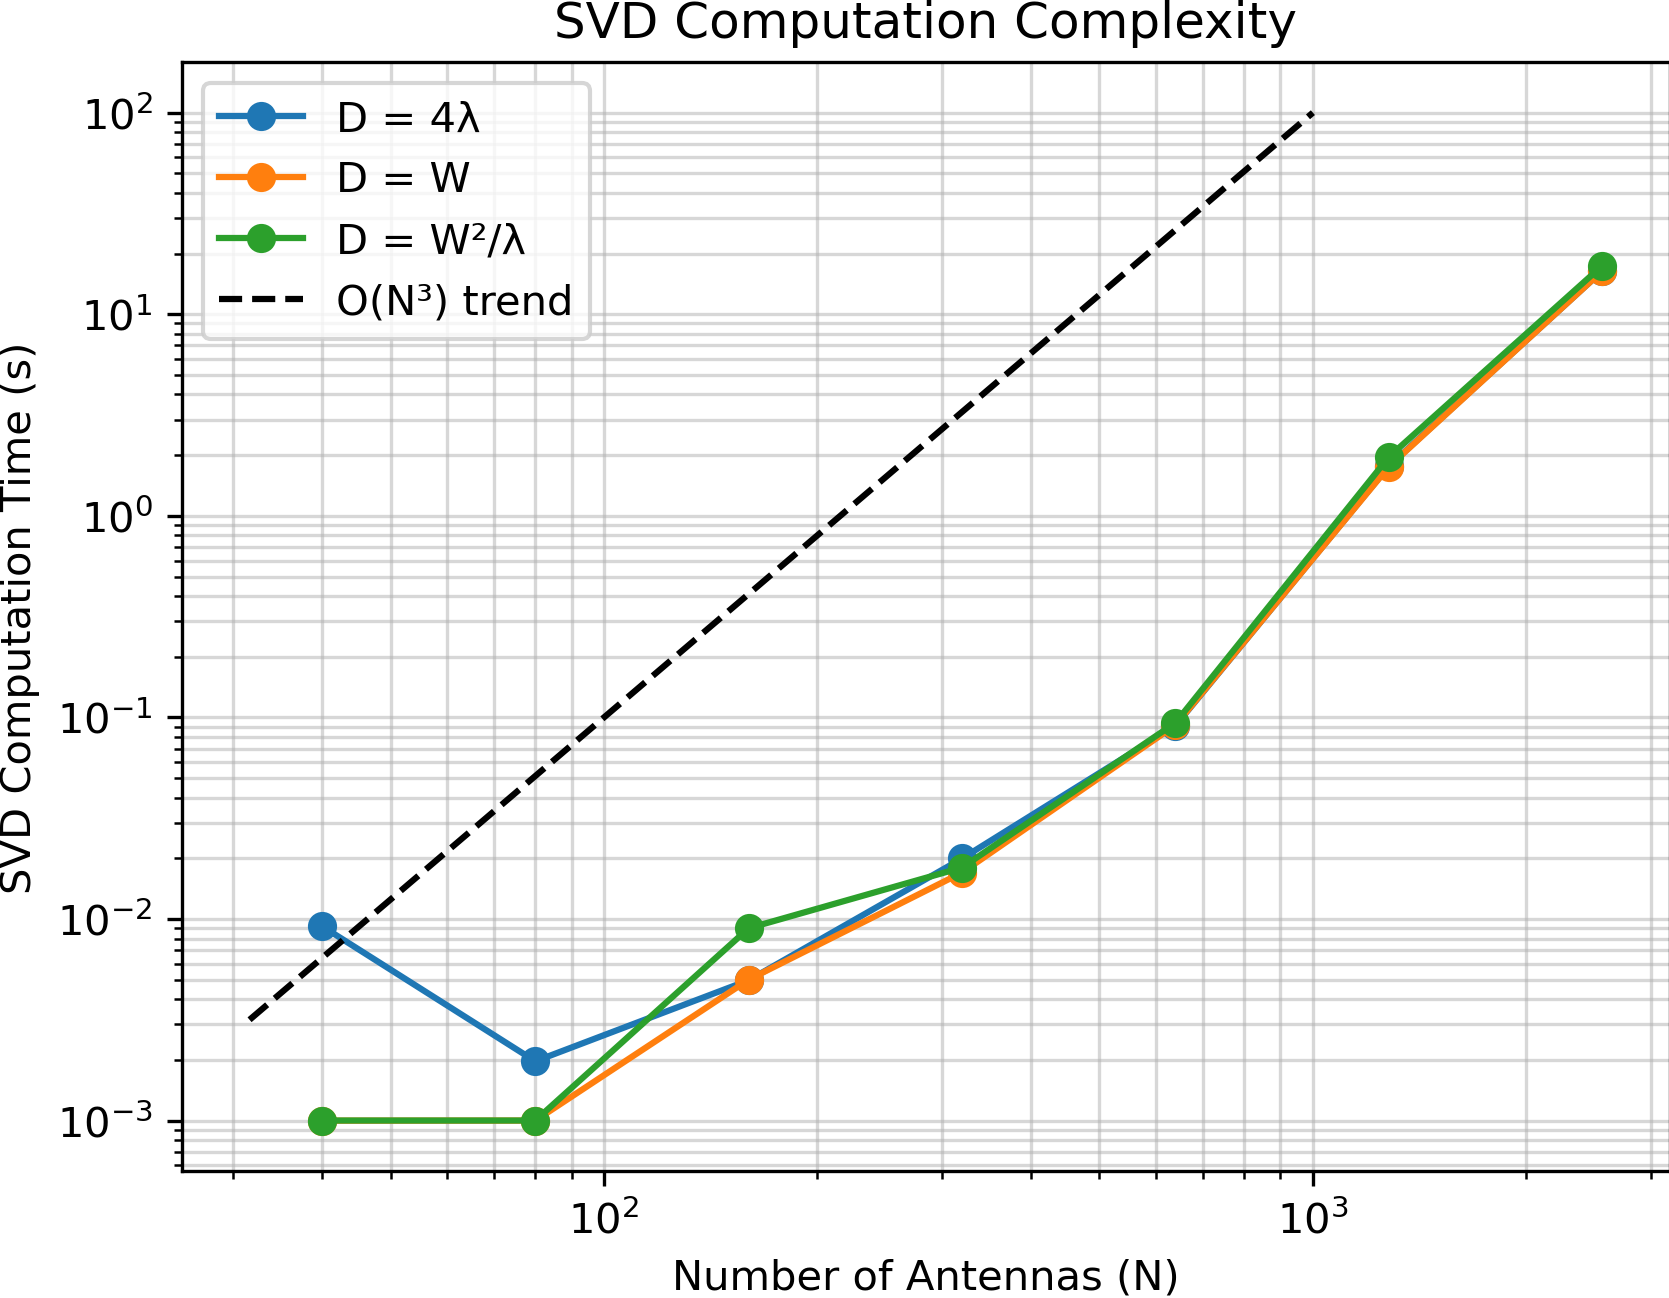 SVD Computation Complexity
D = 4λ
D = W
D = W²/λ
O(N³) trend
SVD Computation Time (s)
10²
10¹
10⁰
10⁻¹
10⁻²
10⁻³
10² 10³
Number of Antennas (N)